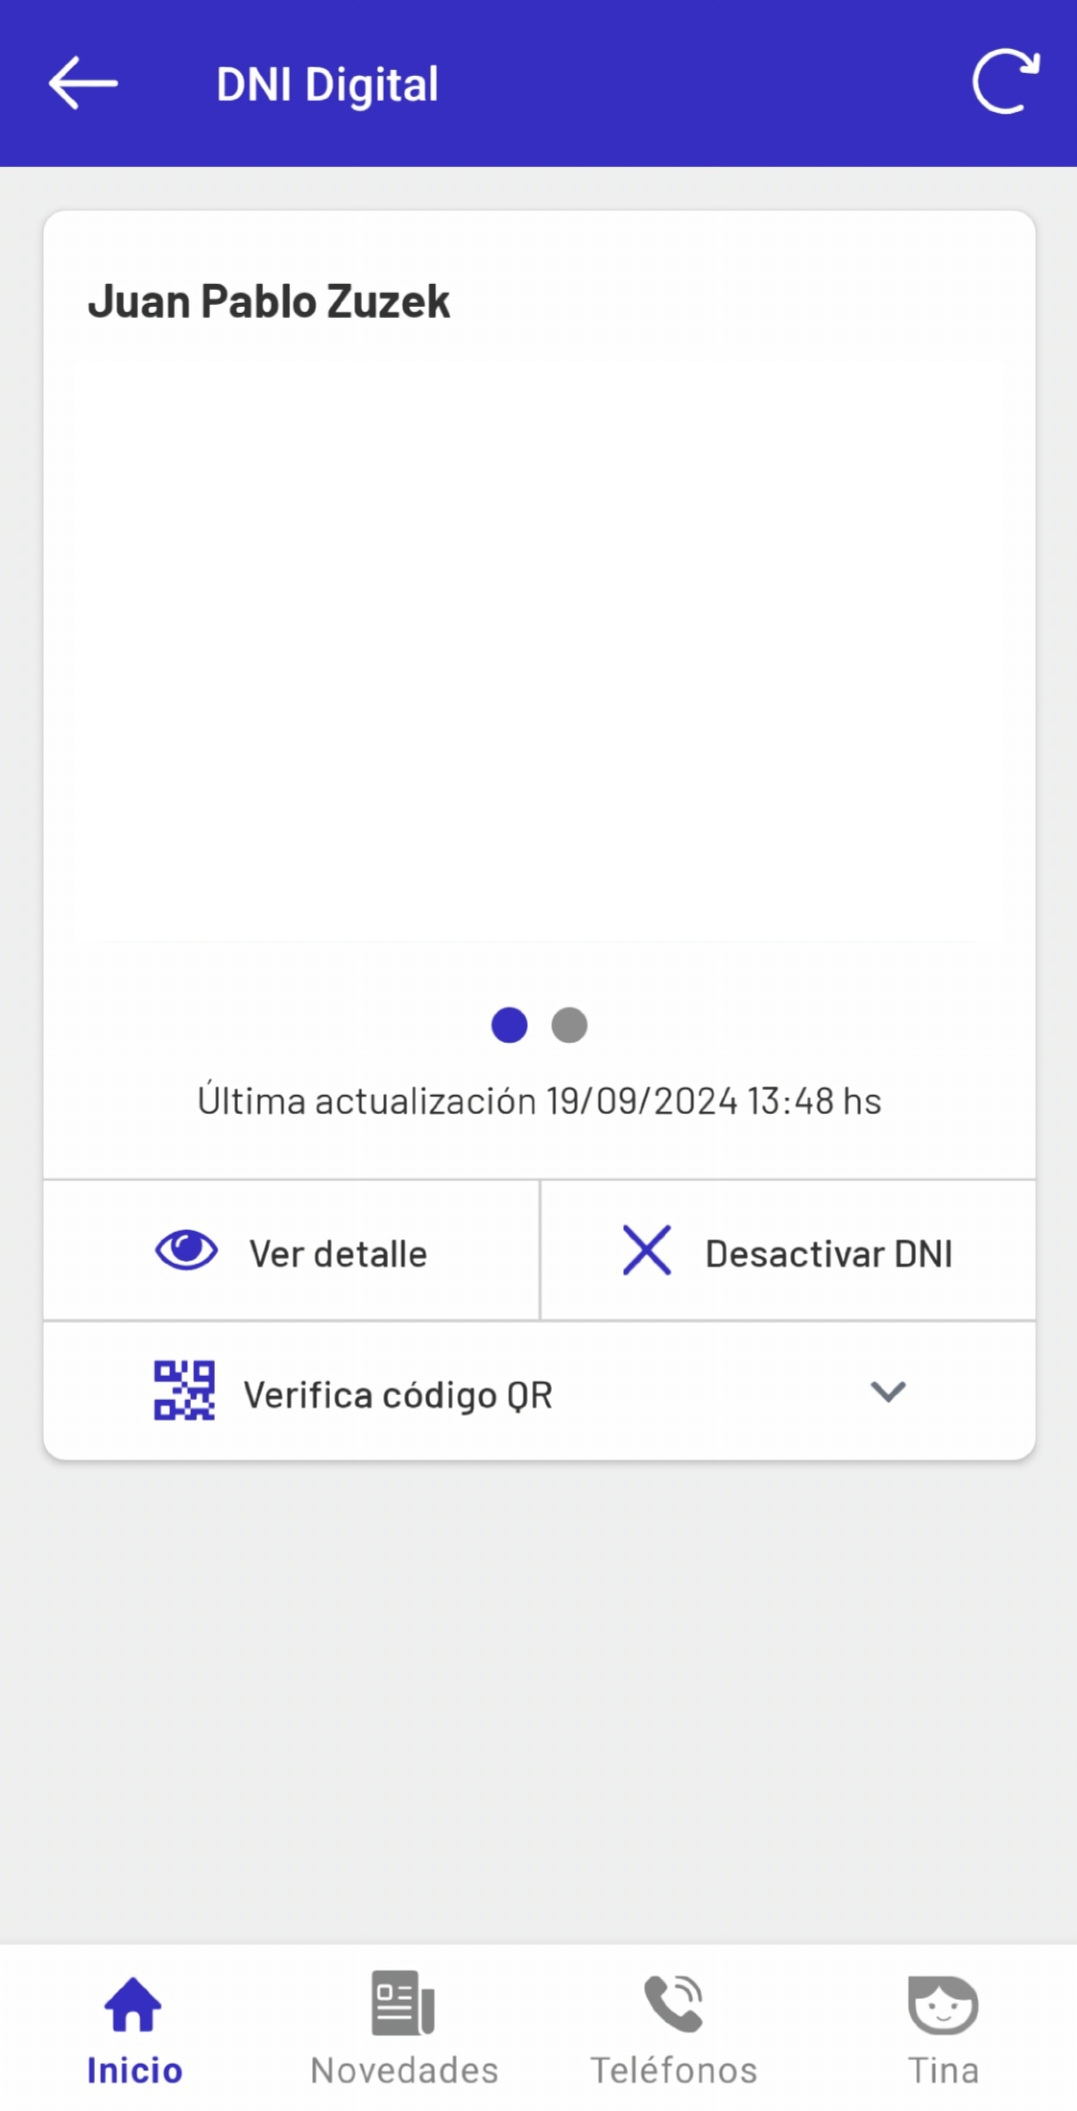 DNI Digital
Juan Pablo Zuzek
Última actualización 19/09/2024 13:48 hs
Ver detalle
Desactivar DNI
Verifica código QR
Inicio
Novedades
Teléfonos
Tina